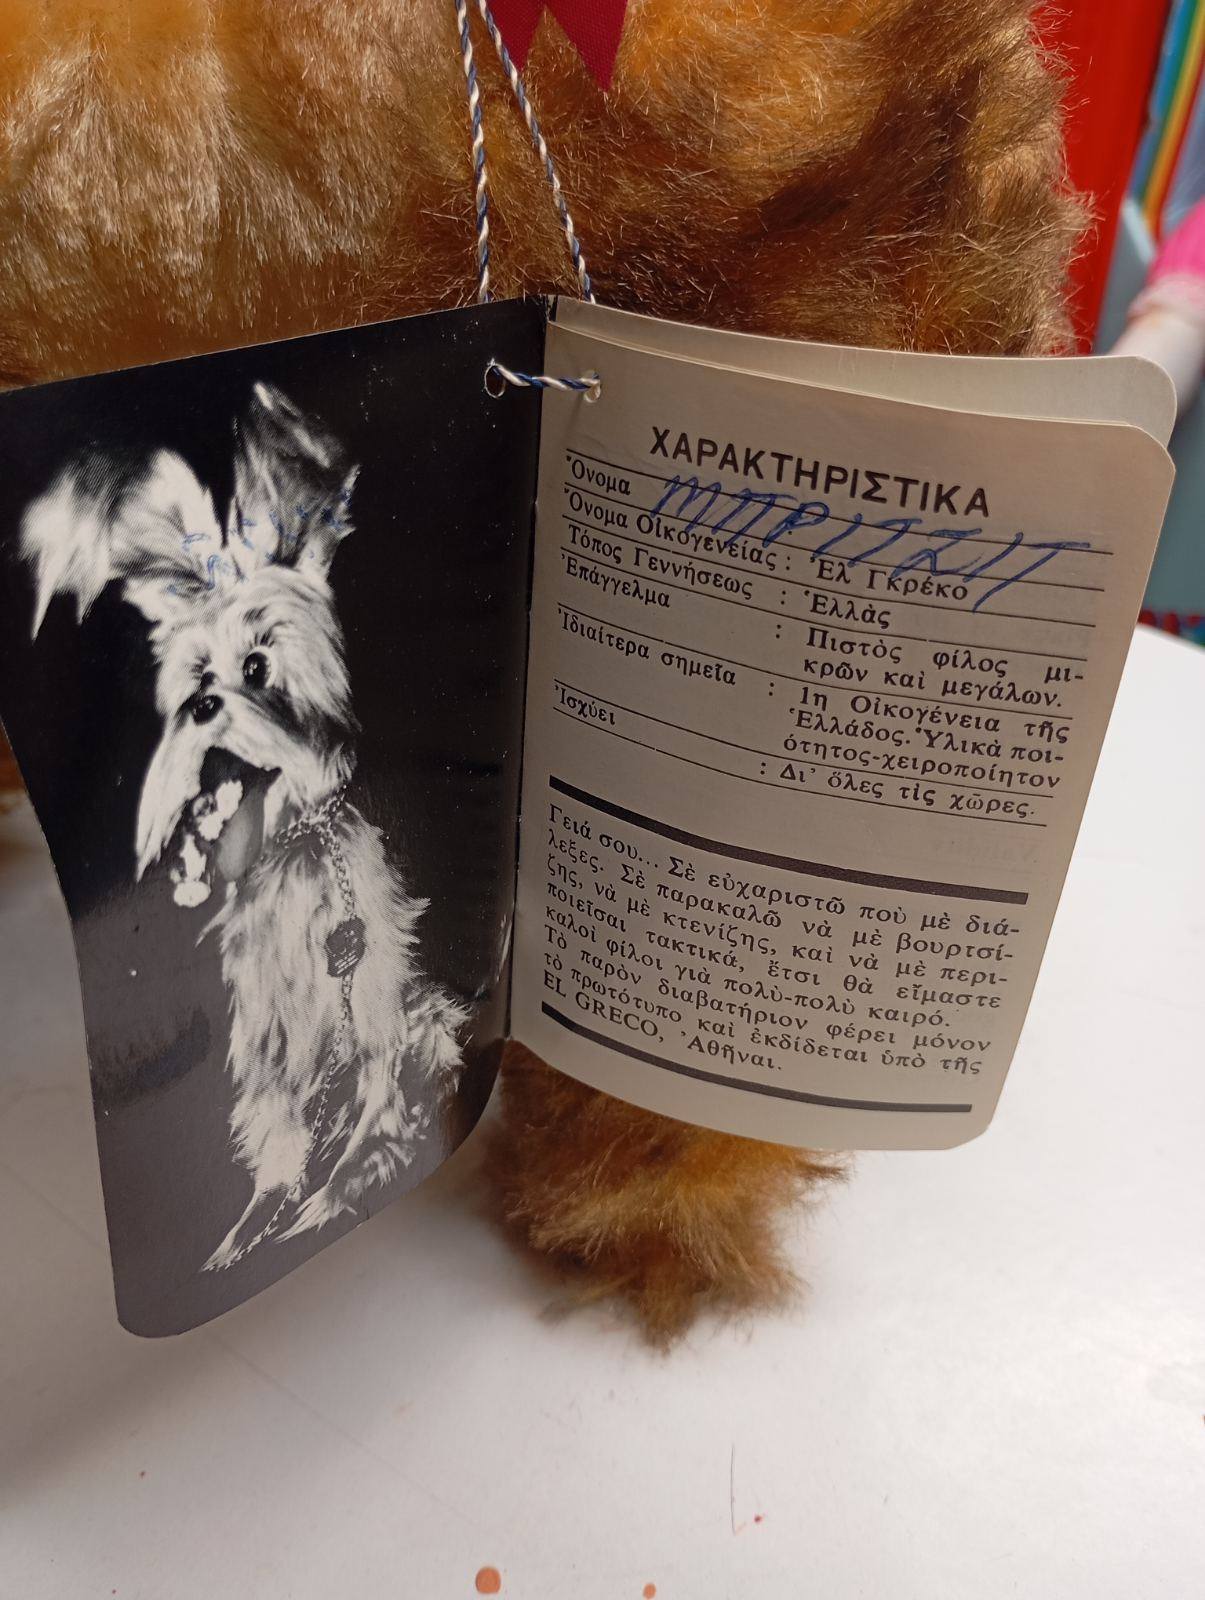 ΧΑΡΑΚΤΗΡΙΣΤΙΚΑ
Ὄνομα : ΜΠΡΙΤΖΙΤ
Ὄνομα Οἰκογενείας : Ἐλ Γκρέκο
Τόπος Γεννήσεως : Ἑλλὰς
Ἐπάγγελμα : Πιστὸς φίλος μι-
κρῶν καὶ μεγάλων.
Ἰδιαίτερα σημεῖα : 1η Οἰκογένεια τῆς
Ἑλλάδος. Ὑλικὰ ποι-
ότητος-χειροποίητον
Ἰσχύει : Δι' ὅλες τὶς χῶρες.
Γειά σου... Σὲ εὐχαριστῶ ποὺ μὲ διά-
λεξες. Σὲ παρακαλῶ νὰ μὲ βουρτσί-
ζης, νὰ μὲ κτενίζης, καὶ νὰ μὲ περι-
ποιεῖσαι τακτικά, ἔτσι θὰ εἴμαστε
καλοὶ φίλοι γιὰ πολὺ-πολὺ καιρό.
Τὸ παρὸν διαβατήριον φέρει μόνον
τὸ πρωτότυπο καὶ ἐκδίδεται ὑπὸ τῆς
EL GRECO, Ἀθῆναι.